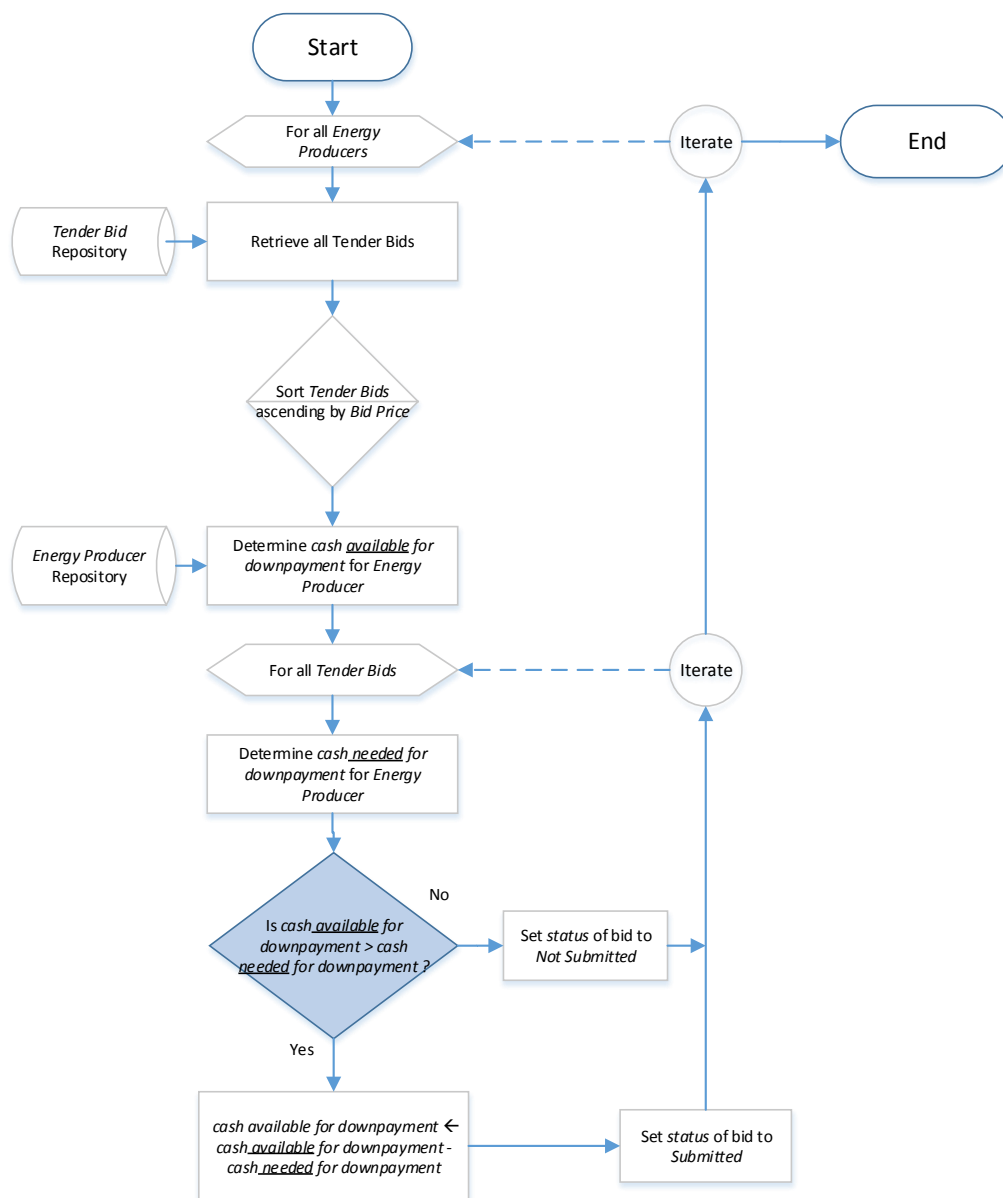 Start
For all Energy
Producers
Iterate
End
Tender Bid
Repository
Retrieve all Tender Bids
Sort Tender Bids
ascending by Bid Price
Energy Producer
Repository
Determine cash available for
downpayment for Energy
Producer
For all Tender Bids
Iterate
Determine cash needed for
downpayment for Energy
Producer
No
Is cash available for
downpayment > cash
needed for downpayment ?
Set status of bid to
Not Submitted
Yes
cash available for downpayment ←
cash available for downpayment -
cash needed for downpayment
Set status of bid to
Submitted